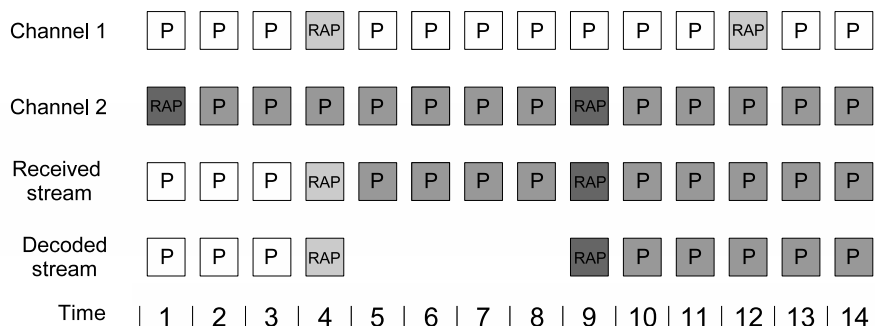 Channel 1 P P P RAP P P P P P P P RAP P P
Channel 2 RAP P P P P P P P RAP P P P P P
Received
stream P P P RAP P P P P RAP P P P P P
Decoded
stream P P P RAP RAP P P P P P
Time | 1 | 2 | 3 | 4 | 5 | 6 | 7 | 8 | 9 | 10 | 11 | 12 | 13 | 14